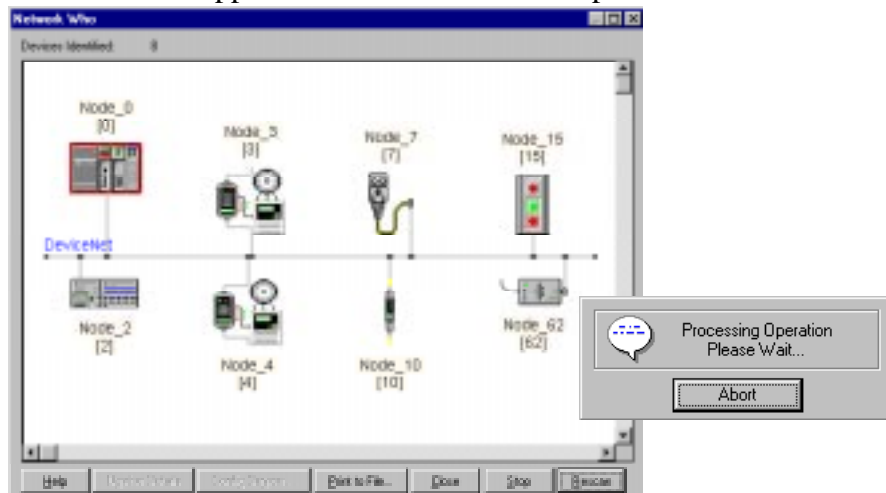 Network Who
Devices Identified: 8
Node_0
[0]
Node_3
[3]
Node_7
[7]
Node_15
[15]
DeviceNet
Node_2
[2]
Node_4
[4]
Node_10
[10]
Node_62
[62]
Processing Operation
Please Wait...
Abort
Help
Print to File...
Close
Stop
Rescan